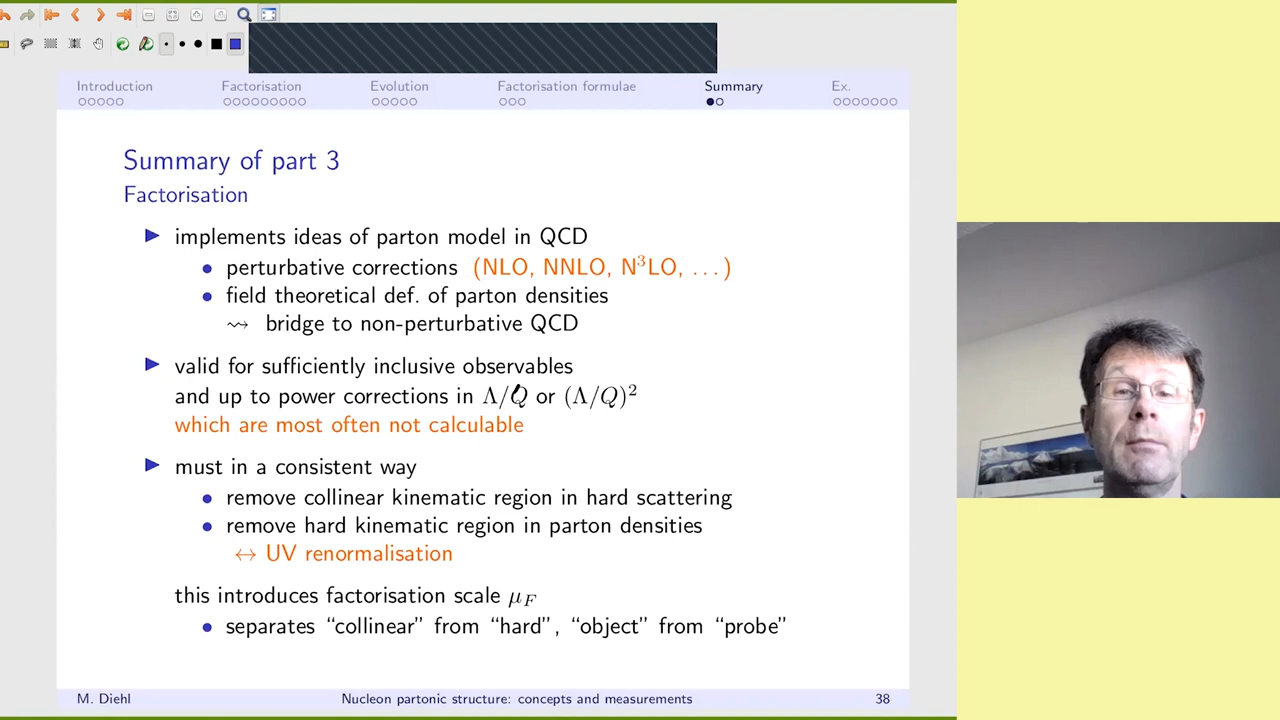 Introduction Factorisation Evolution Factorisation formulae Summary Ex.
Summary of part 3
Factorisation
implements ideas of parton model in QCD
perturbative corrections (NLO, NNLO, N³LO, ...)
field theoretical def. of parton densities
⇝ bridge to non-perturbative QCD
valid for sufficiently inclusive observables
and up to power corrections in Λ/Q or (Λ/Q)²
which are most often not calculable
must in a consistent way
remove collinear kinematic region in hard scattering
remove hard kinematic region in parton densities
↔ UV renormalisation
this introduces factorisation scale μ_F
separates “collinear” from “hard”, “object” from “probe”
M. Diehl Nucleon partonic structure: concepts and measurements 38